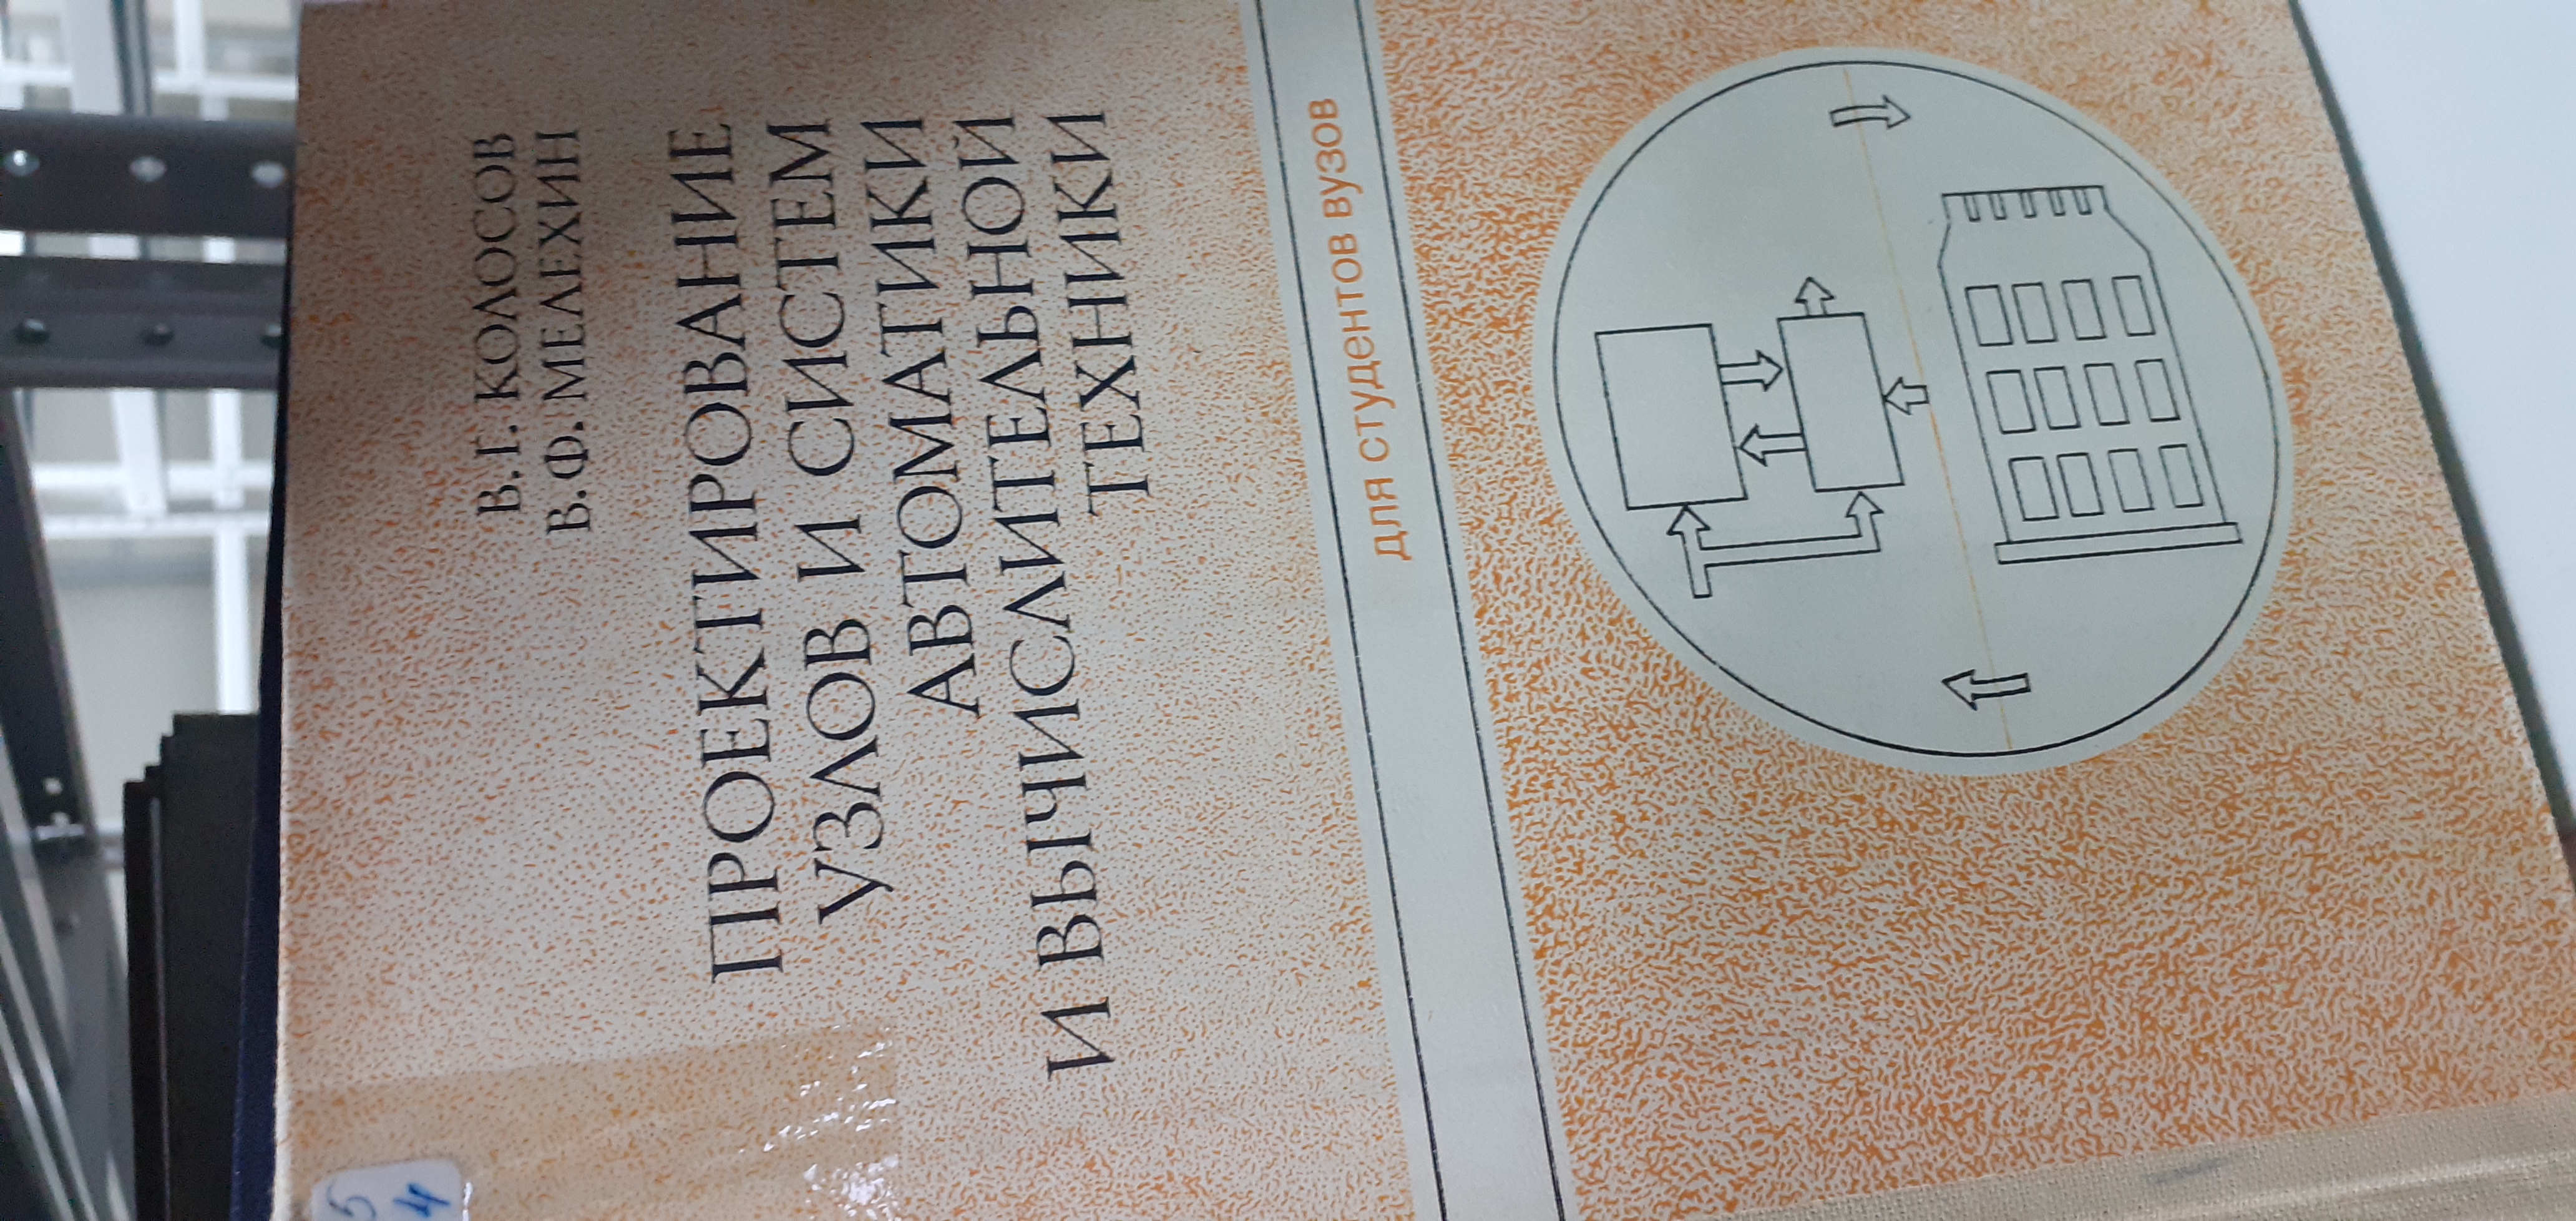 В.Г. КОЛОСОВ
В.Ф. МЕЛЕХИН
ПРОЕКТИРОВАНИЕ
УЗЛОВ И СИСТЕМ
АВТОМАТИКИ
И ВЫЧИСЛИТЕЛЬНОЙ
ТЕХНИКИ
ДЛЯ СТУДЕНТОВ ВУЗОВ